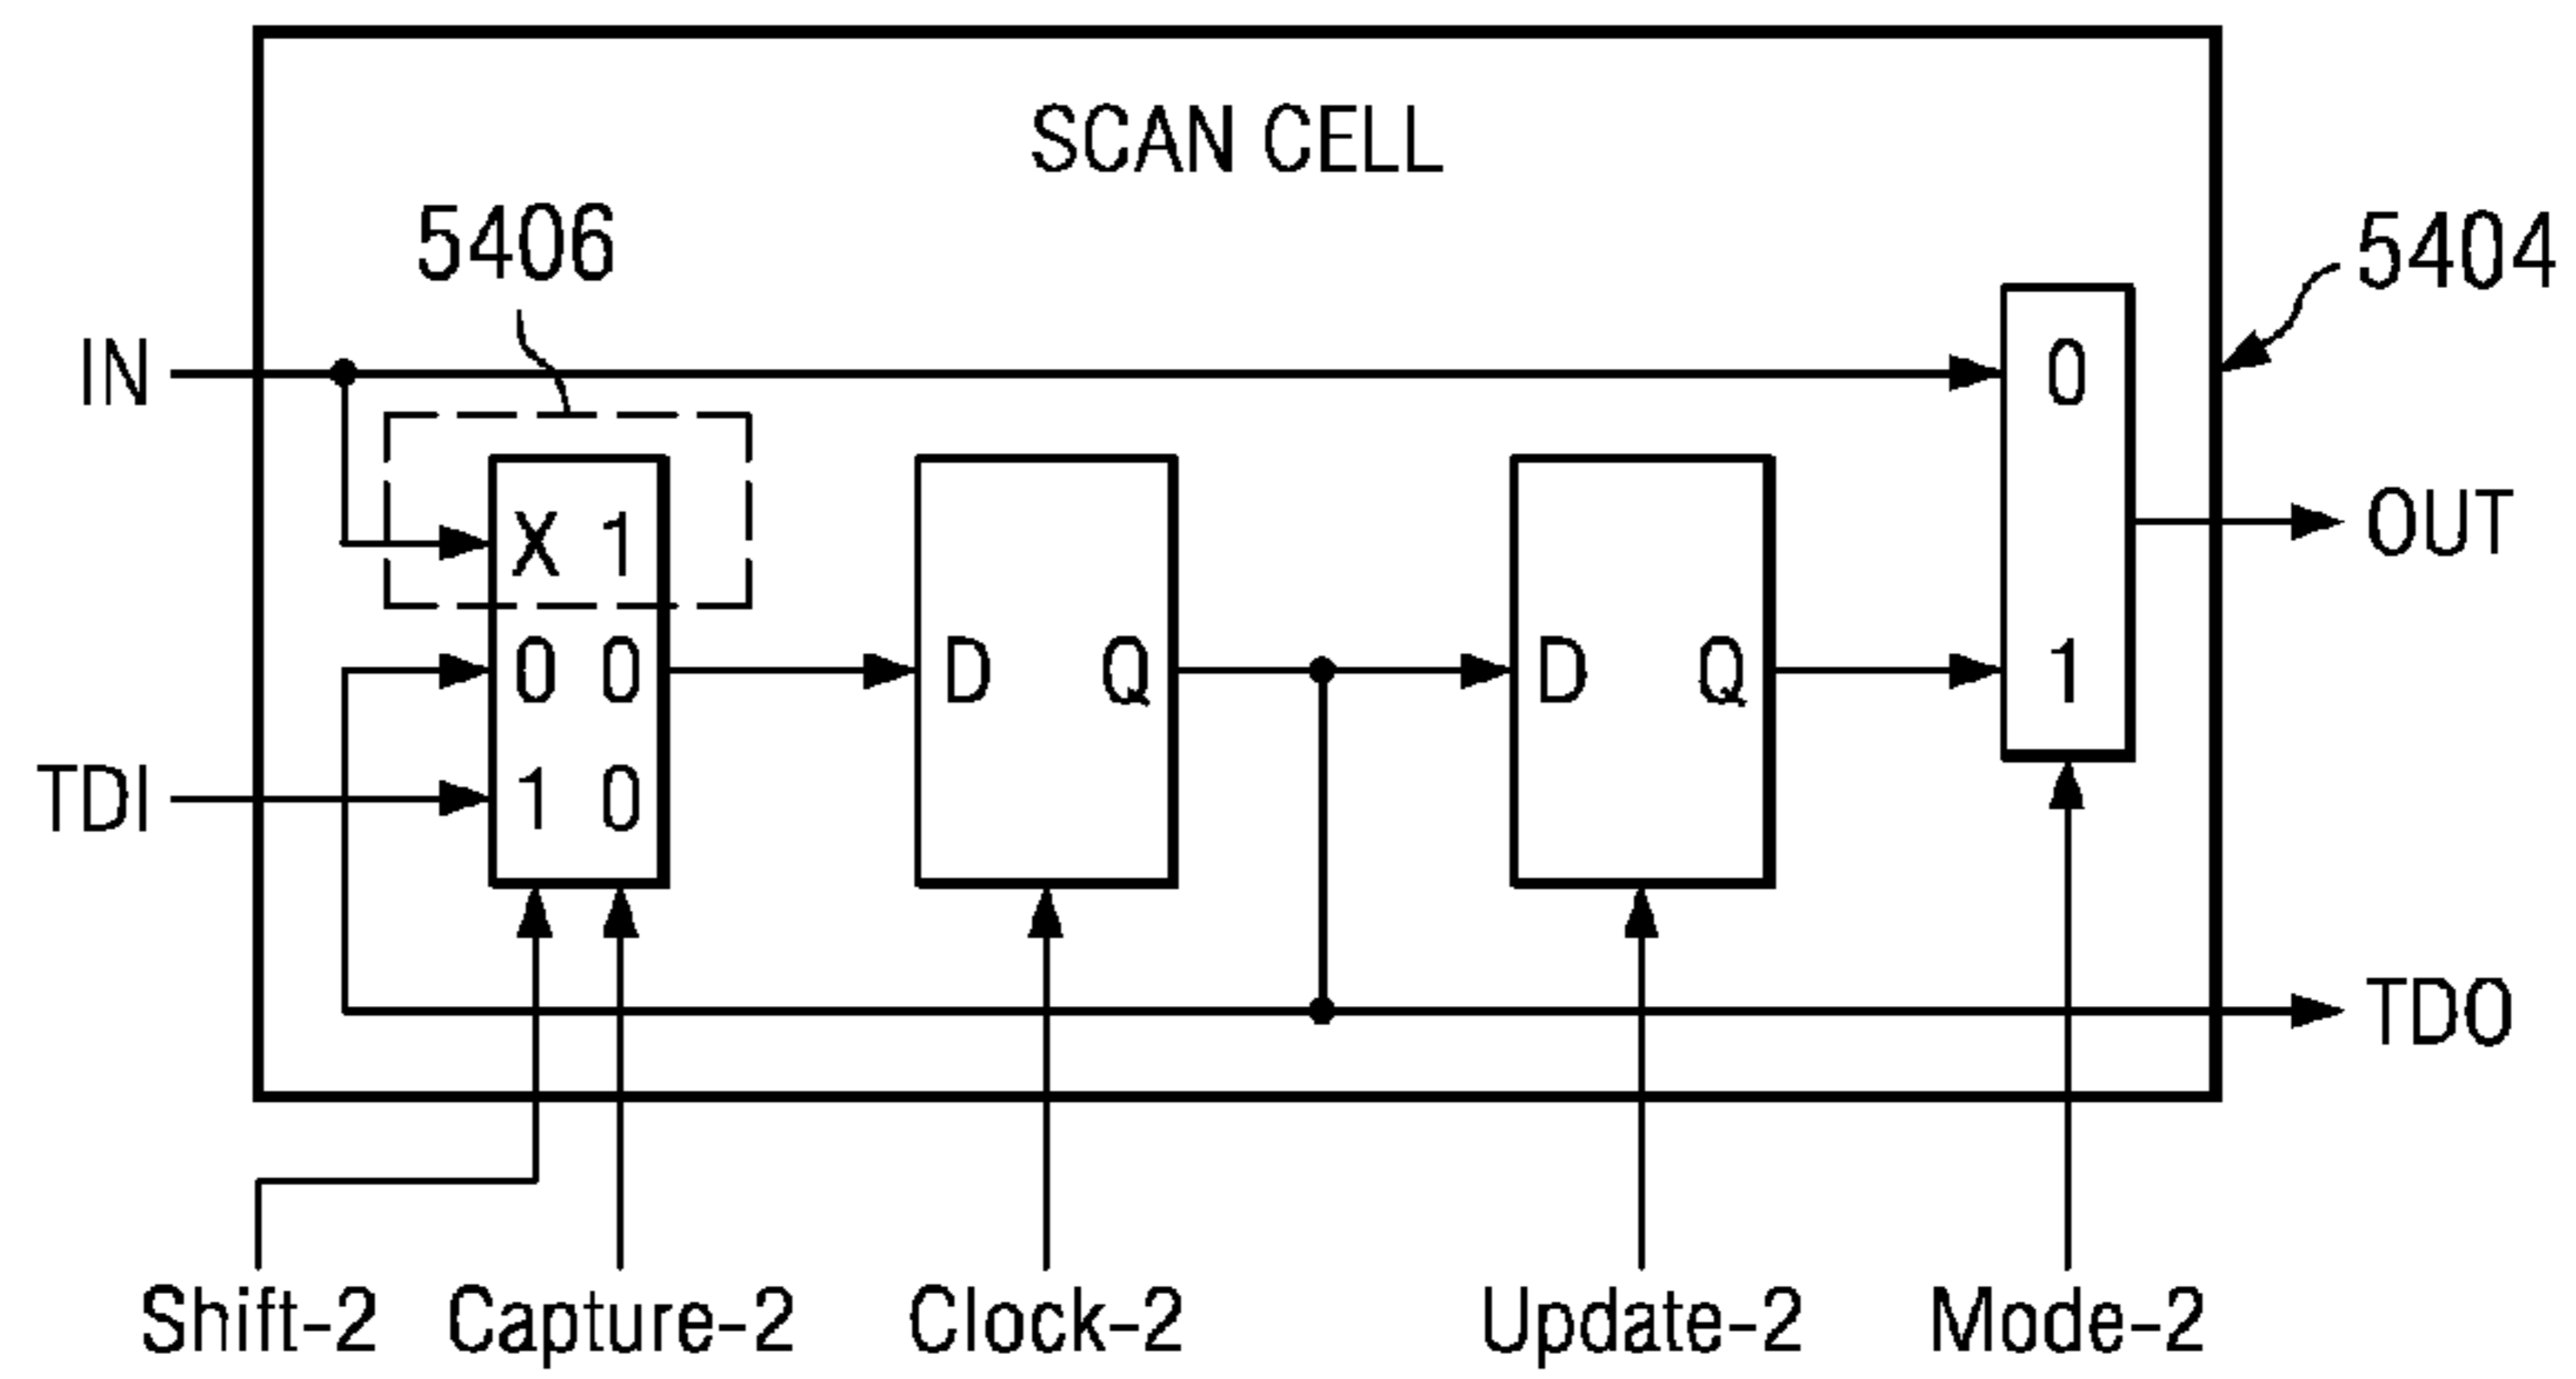 SCAN CELL
5406
5404
IN
0
X 1
OUT
0 0
D Q
D Q
1
TDI
1 0
TDO
Shift-2
Capture-2
Clock-2
Update-2
Mode-2